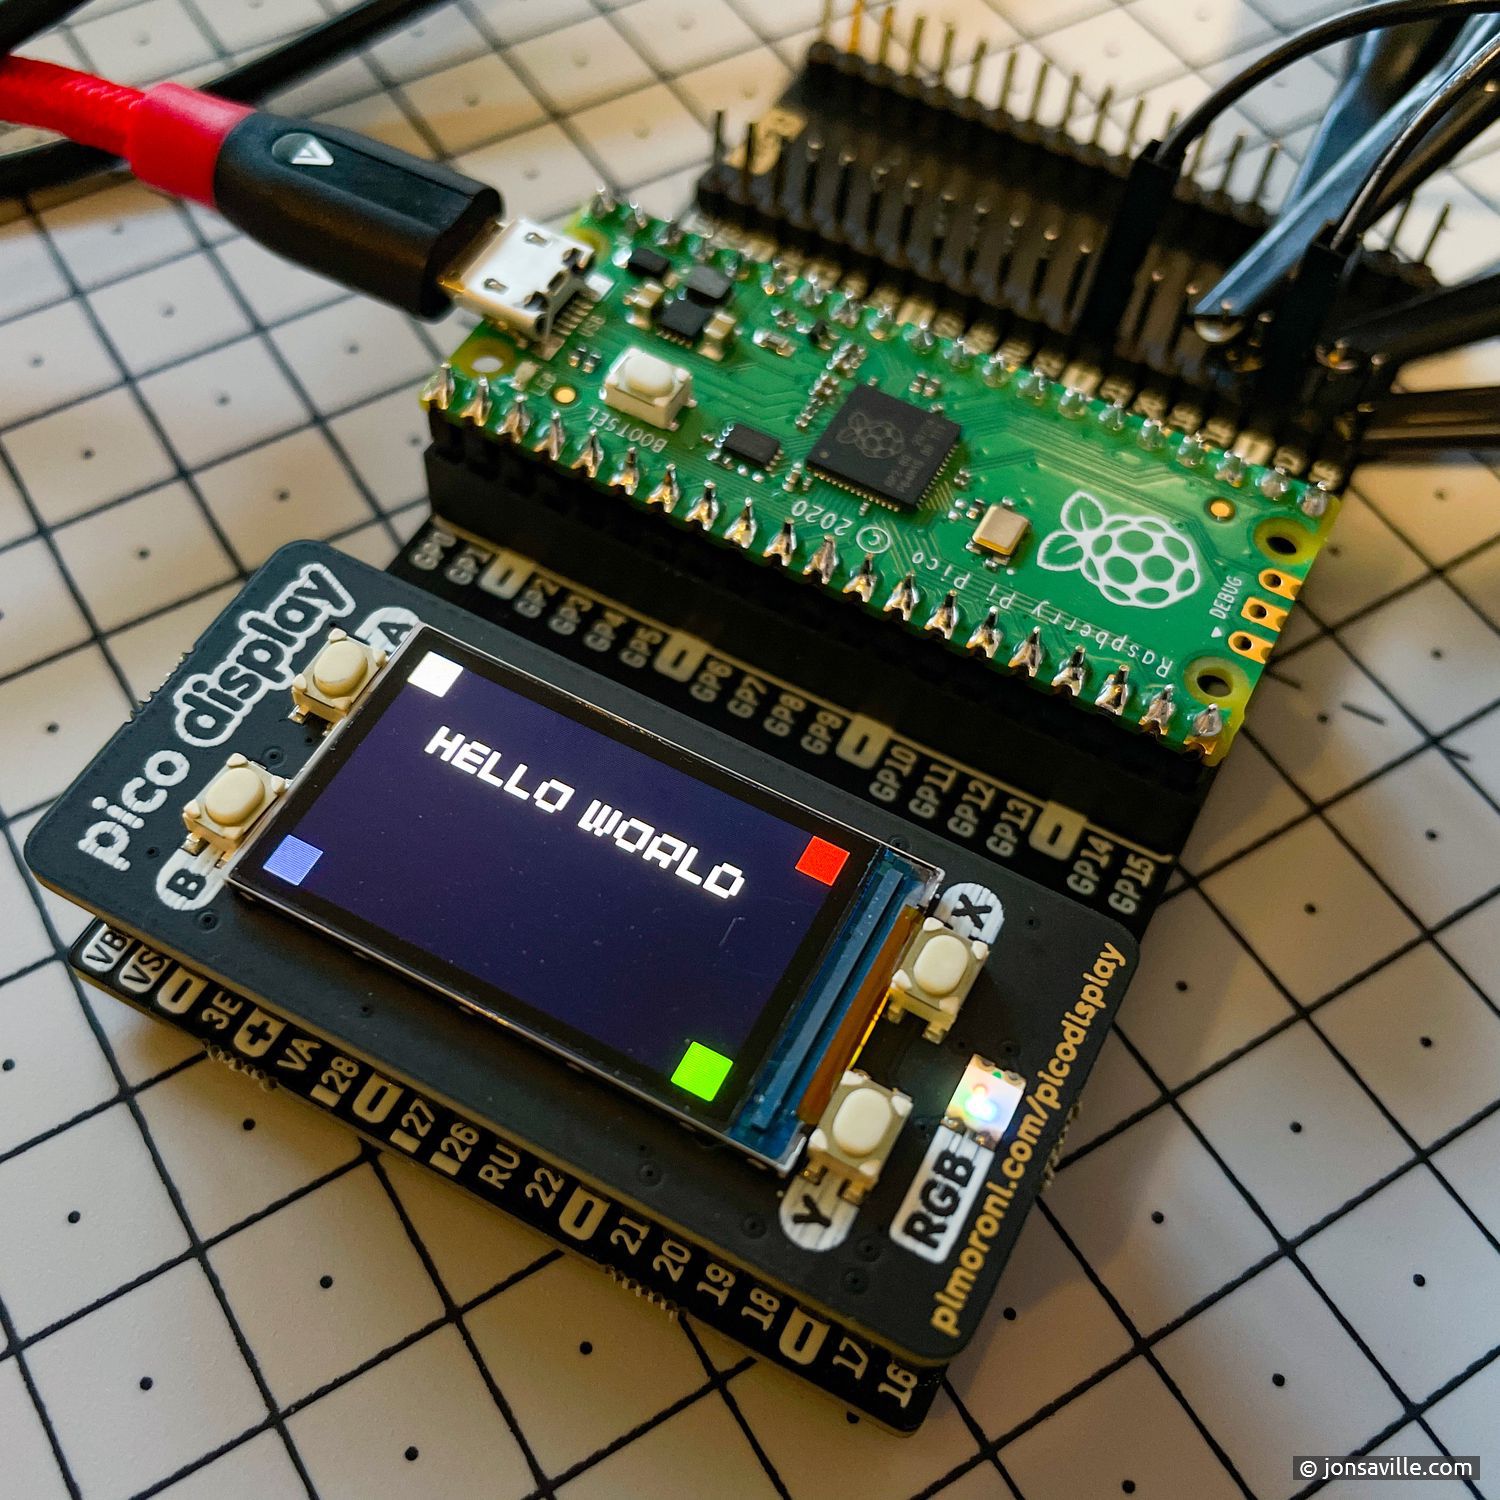 BOOTSEL
© 2020
Raspberry Pi Pico
DEBUG
GP0
GP1
GP2
GP3
GP4
GP5
GP6
GP7
GP8
GP9
GP10
GP11
GP12
GP13
GP14
GP15
pico display
A
B
HELLO WORLD
X
Y
RGB
pimoroni.com/picodisplay
VB
VS
3E
VA
28
27
26
RU
22
21
20
19
18
17
16
© jonsaville.com